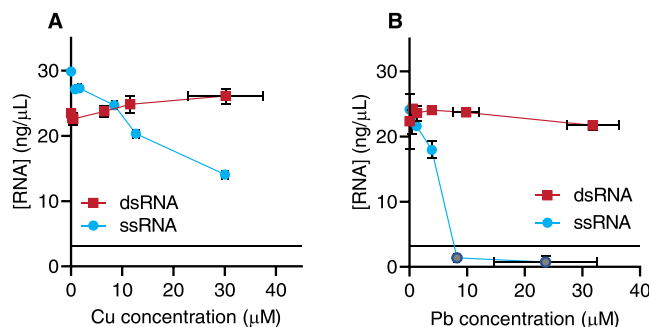 A
[RNA] (ng/μL)
30
20
10
0
dsRNA
ssRNA
0 10 20 30 40
Cu concentration (μM)
B
[RNA] (ng/μL)
30
20
10
0
dsRNA
ssRNA
0 10 20 30 40
Pb concentration (μM)